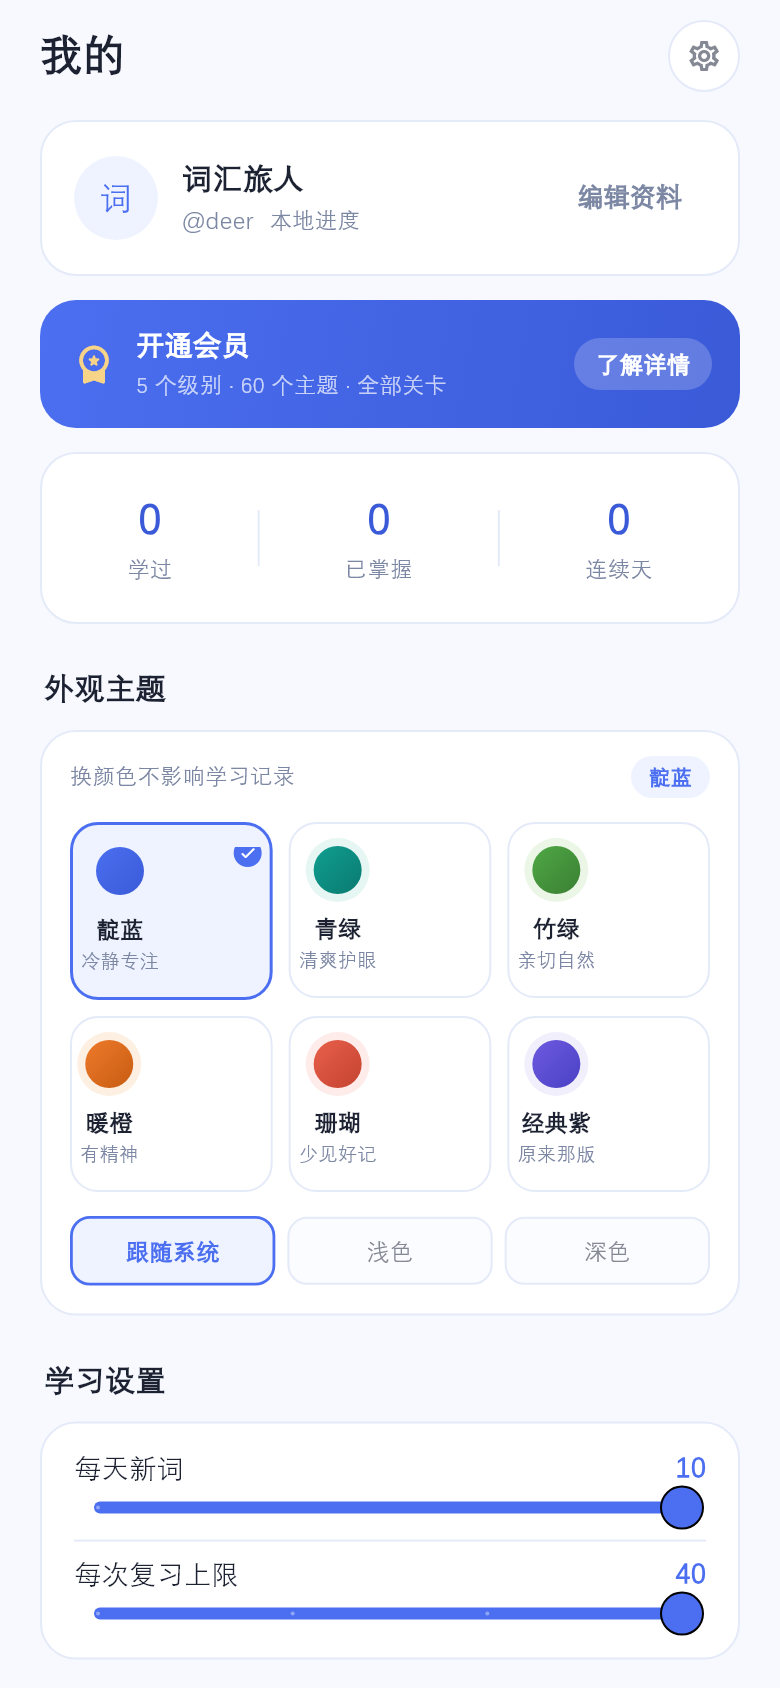 我的
词
词汇旅人
@deer 本地进度
编辑资料
开通会员
5 个级别 · 60 个主题 · 全部关卡
了解详情
0
学过
0
已掌握
0
连续天
外观主题
换颜色不影响学习记录
靛蓝
靛蓝
冷静专注
青绿
清爽护眼
竹绿
亲切自然
暖橙
有精神
珊瑚
少见好记
经典紫
原来那版
跟随系统
浅色
深色
学习设置
每天新词
10
每次复习上限
40